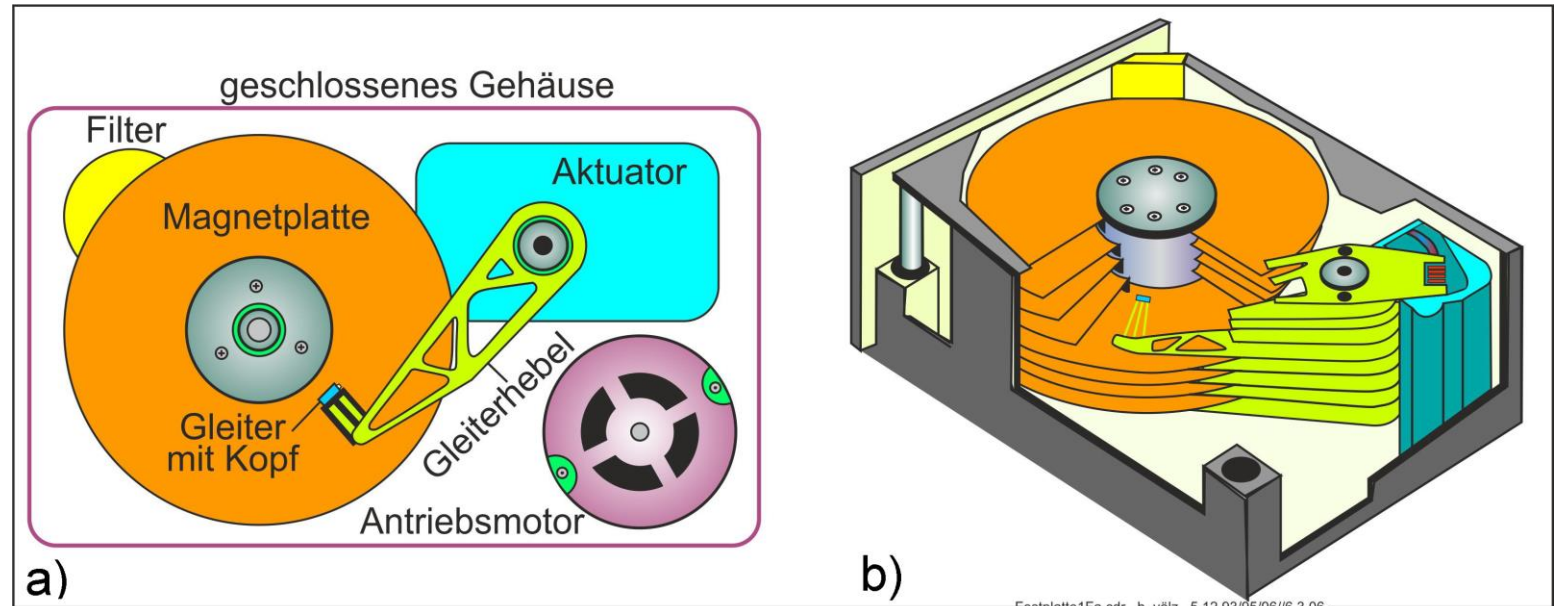 geschlossenes Gehäuse
Filter
Aktuator
Magnetplatte
Gleiter
mit Kopf
Gleiterhebel
Antriebsmotor
a)
b)